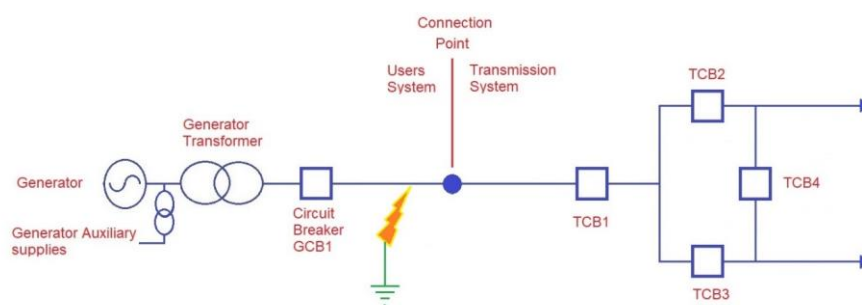 Connection
Point
Users
System
Transmission
System
TCB2
Generator
Transformer
Generator
TCB4
Generator Auxiliary
supplies
Circuit
Breaker
GCB1
TCB1
TCB3